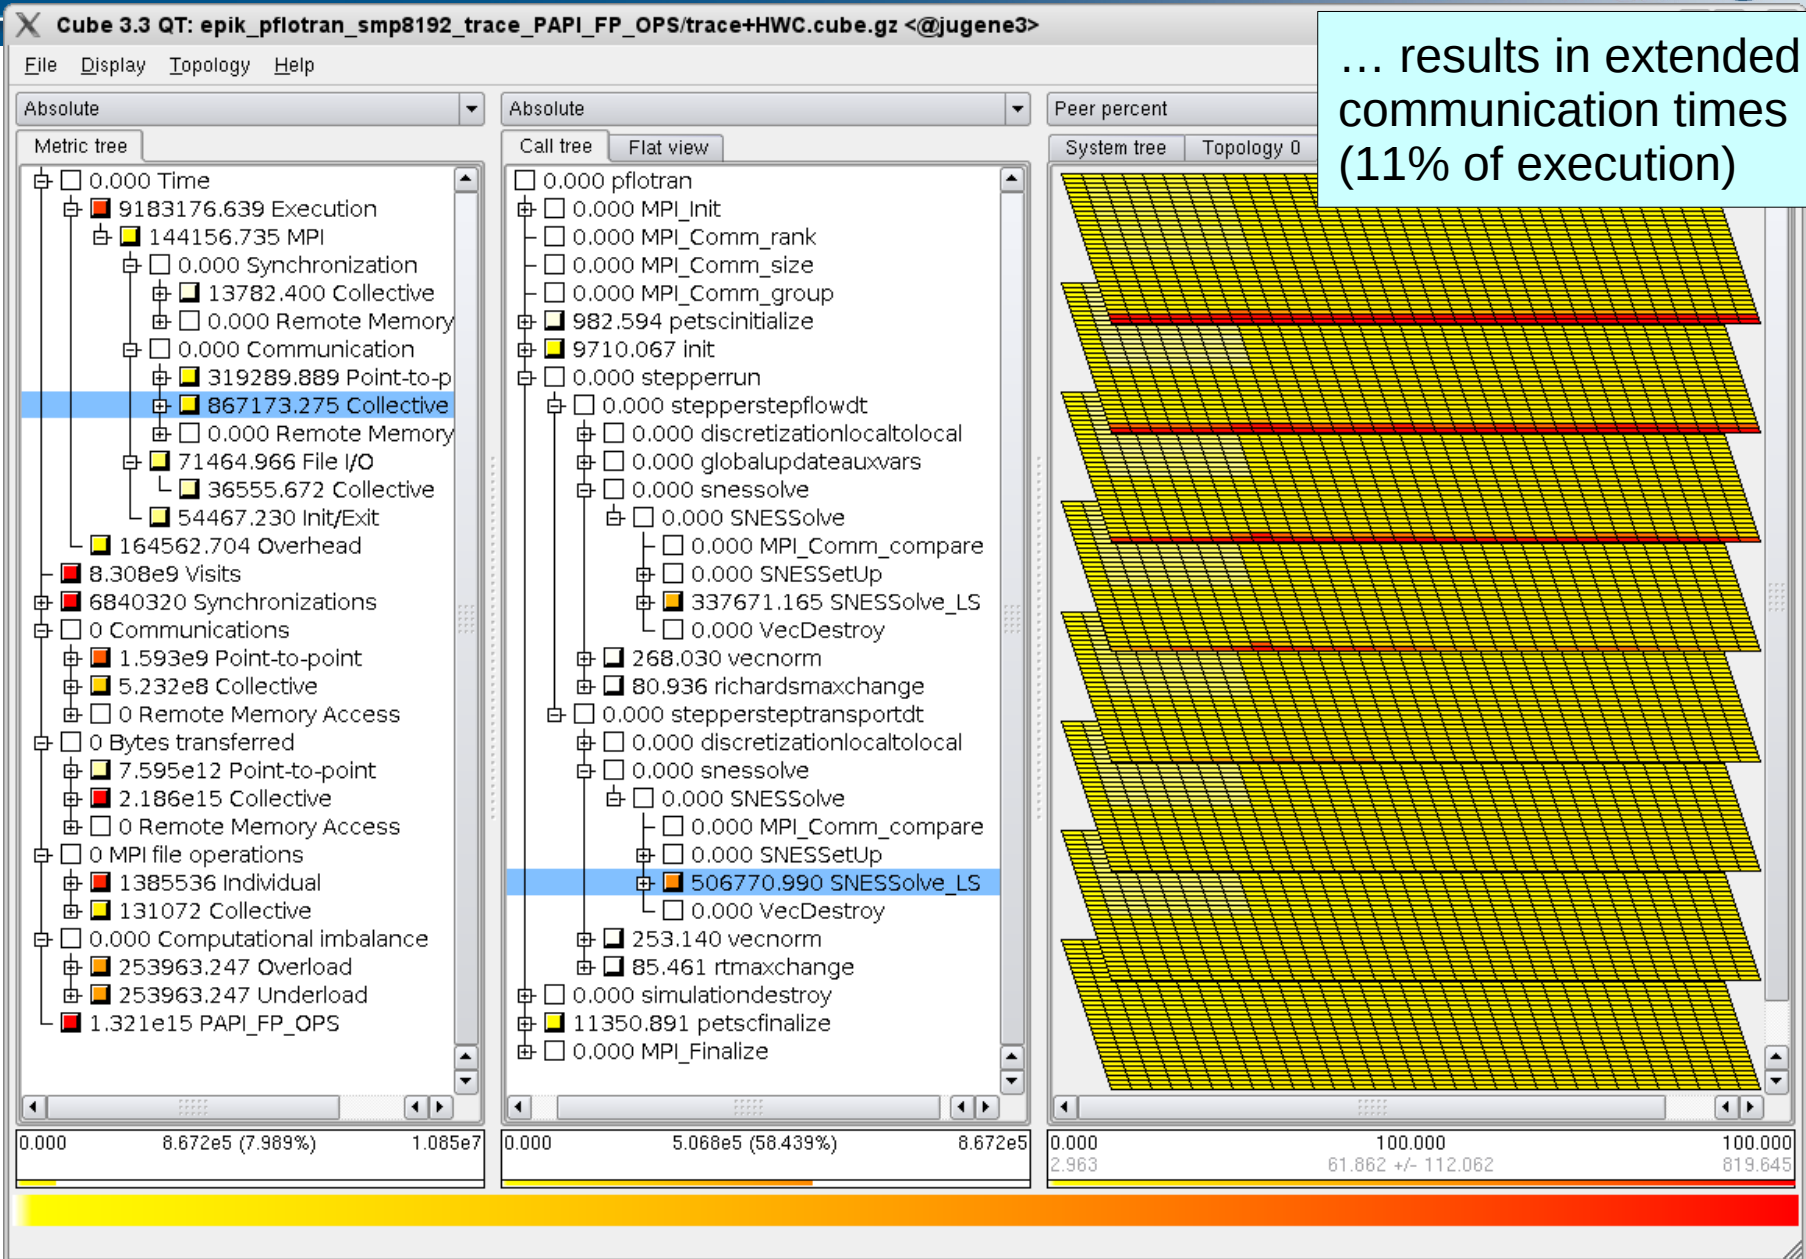 Cube 3.3 QT: epik_pflotran_smp8192_trace_PAPI_FP_OPS/trace+HWC.cube.gz <@jugene3>
… results in extended
communication times
(11% of execution)
File Display Topology Help
Absolute
Metric tree
0.000 Time
9183176.639 Execution
144156.735 MPI
0.000 Synchronization
13782.400 Collective
0.000 Remote Memory
0.000 Communication
319289.889 Point-to-p
867173.275 Collective
0.000 Remote Memory
71464.966 File I/O
36555.672 Collective
54467.230 Init/Exit
164562.704 Overhead
8.308e9 Visits
6840320 Synchronizations
0 Communications
1.593e9 Point-to-point
5.232e8 Collective
0 Remote Memory Access
0 Bytes transferred
7.595e12 Point-to-point
2.186e15 Collective
0 Remote Memory Access
0 MPI file operations
1385536 Individual
131072 Collective
0.000 Computational imbalance
253963.247 Overload
253963.247 Underload
1.321e15 PAPI_FP_OPS
0.000 8.672e5 (7.989%) 1.085e7
Absolute
Call tree Flat view
0.000 pflotran
0.000 MPI_Init
0.000 MPI_Comm_rank
0.000 MPI_Comm_size
0.000 MPI_Comm_group
982.594 petscinitialize
9710.067 init
0.000 stepperrun
0.000 stepperstepflowdt
0.000 discretizationlocaltolocal
0.000 globalupdateauxvars
0.000 snessolve
0.000 SNESSolve
0.000 MPI_Comm_compare
0.000 SNESSetUp
337671.165 SNESSolve_LS
0.000 VecDestroy
268.030 vecnorm
80.936 richardsmaxchange
0.000 steppersteptransportdt
0.000 discretizationlocaltolocal
0.000 snessolve
0.000 SNESSolve
0.000 MPI_Comm_compare
0.000 SNESSetUp
506770.990 SNESSolve_LS
0.000 VecDestroy
253.140 vecnorm
85.461 rtmaxchange
0.000 simulationdestroy
11350.891 petscfinalize
0.000 MPI_Finalize
0.000 5.068e5 (58.439%) 8.672e5
Peer percent
System tree Topology 0
0.000 100.000 100.000
2.963 61.862 +/- 112.062 819.645